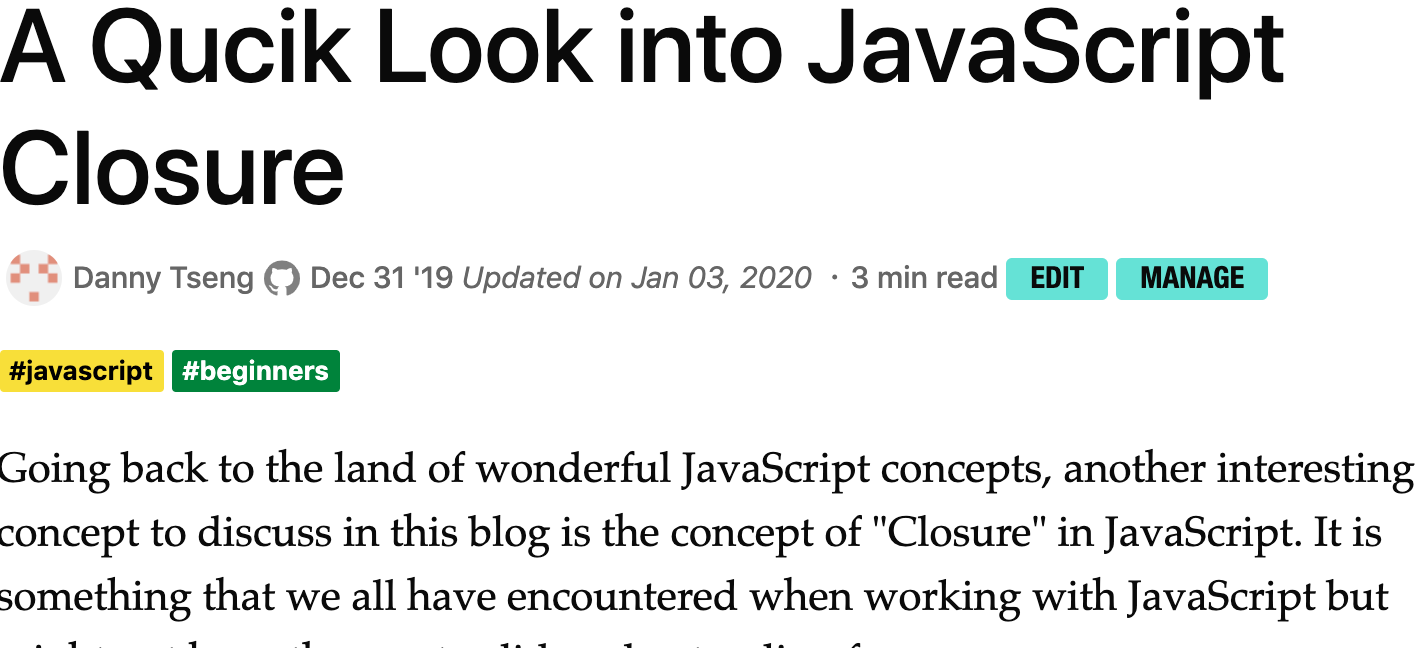 A Qucik Look into JavaScript
Closure
Danny Tseng Dec 31 '19 Updated on Jan 03, 2020 · 3 min read EDIT MANAGE
#javascript #beginners
Going back to the land of wonderful JavaScript concepts, another interesting
concept to discuss in this blog is the concept of "Closure" in JavaScript. It is
something that we all have encountered when working with JavaScript but